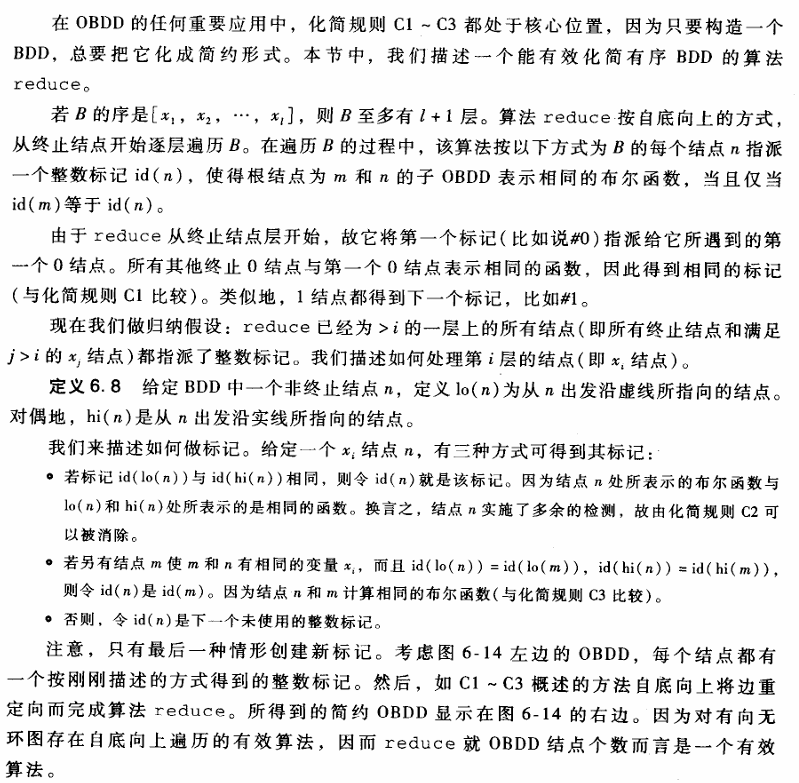 在 OBDD 的任何重要应用中，化简规则 C1 ~ C3 都处于核心位置，因为只要构造一个
BDD，总要把它化成简约形式。本节中，我们描述一个能有效化简有序 BDD 的算法
reduce。
若 B 的序是[x₁，x₂，…，xₗ]，则 B 至多有 l + 1 层。算法 reduce 按自底向上的方式，
从终止结点开始逐层遍历 B。在遍历 B 的过程中，该算法按以下方式为 B 的每个结点 n 指派
一个整数标记 id(n)，使得根结点为 m 和 n 的子 OBDD 表示相同的布尔函数，当且仅当
id(m)等于 id(n)。
由于 reduce 从终止结点层开始，故它将第一个标记(比如说#0)指派给它所遇到的第
一个 0 结点。所有其他终止 0 结点与第一个 0 结点表示相同的函数，因此得到相同的标记
(与化简规则 C1 比较)。类似地，1 结点都得到下一个标记，比如#1。
现在我们做归纳假设：reduce 已经为 >i 的一层上的所有结点(即所有终止结点和满足
j>i 的 xⱼ 结点)都指派了整数标记。我们描述如何处理第 i 层的结点(即 xᵢ 结点)。
定义 6.8 给定 BDD 中一个非终止结点 n，定义 lo(n)为从 n 出发沿虚线所指向的结点。
对偶地，hi(n)是从 n 出发沿实线所指向的结点。
我们来描述如何做标记。给定一个 xᵢ 结点 n，有三种方式可得到其标记：
• 若标记 id(lo(n))与 id(hi(n))相同，则令 id(n)就是该标记。因为结点 n 处所表示的布尔函数与
lo(n)和 hi(n)处所表示的是相同的函数。换言之，结点 n 实施了多余的检测，故由化简规则 C2 可
以被消除。
• 若另有结点 m 使 m 和 n 有相同的变量 xᵢ，而且 id(lo(n)) = id(lo(m))，id(hi(n)) = id(hi(m))，
则令 id(n)是 id(m)。因为结点 n 和 m 计算相同的布尔函数(与化简规则 C3 比较)。
• 否则，令 id(n)是下一个未使用的整数标记。
注意，只有最后一种情形创建新标记。考虑图 6-14 左边的 OBDD，每个结点都有
一个按刚刚描述的方式得到的整数标记。然后，如 C1 ~ C3 概述的方法自底向上将边重
定向而完成算法 reduce。所得到的简约 OBDD 显示在图 6-14 的右边。因为对有向无
环图存在自底向上遍历的有效算法，因而 reduce 就 OBDD 结点个数而言是一个有效
算法。